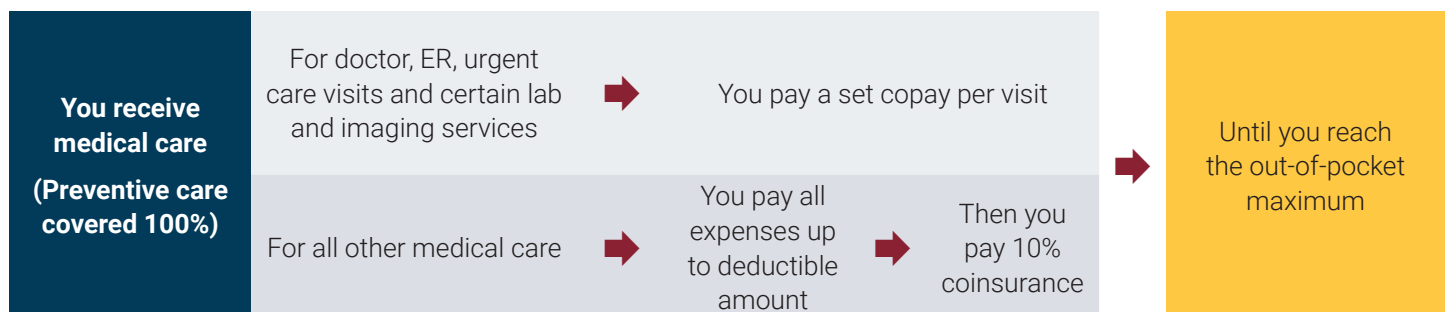 You receive
medical care
(Preventive care
covered 100%)
For doctor, ER, urgent
care visits and certain lab
and imaging services
You pay a set copay per visit
For all other medical care
You pay all
expenses up
to deductible
amount
Then you
pay 10%
coinsurance
Until you reach
the out-of-pocket
maximum